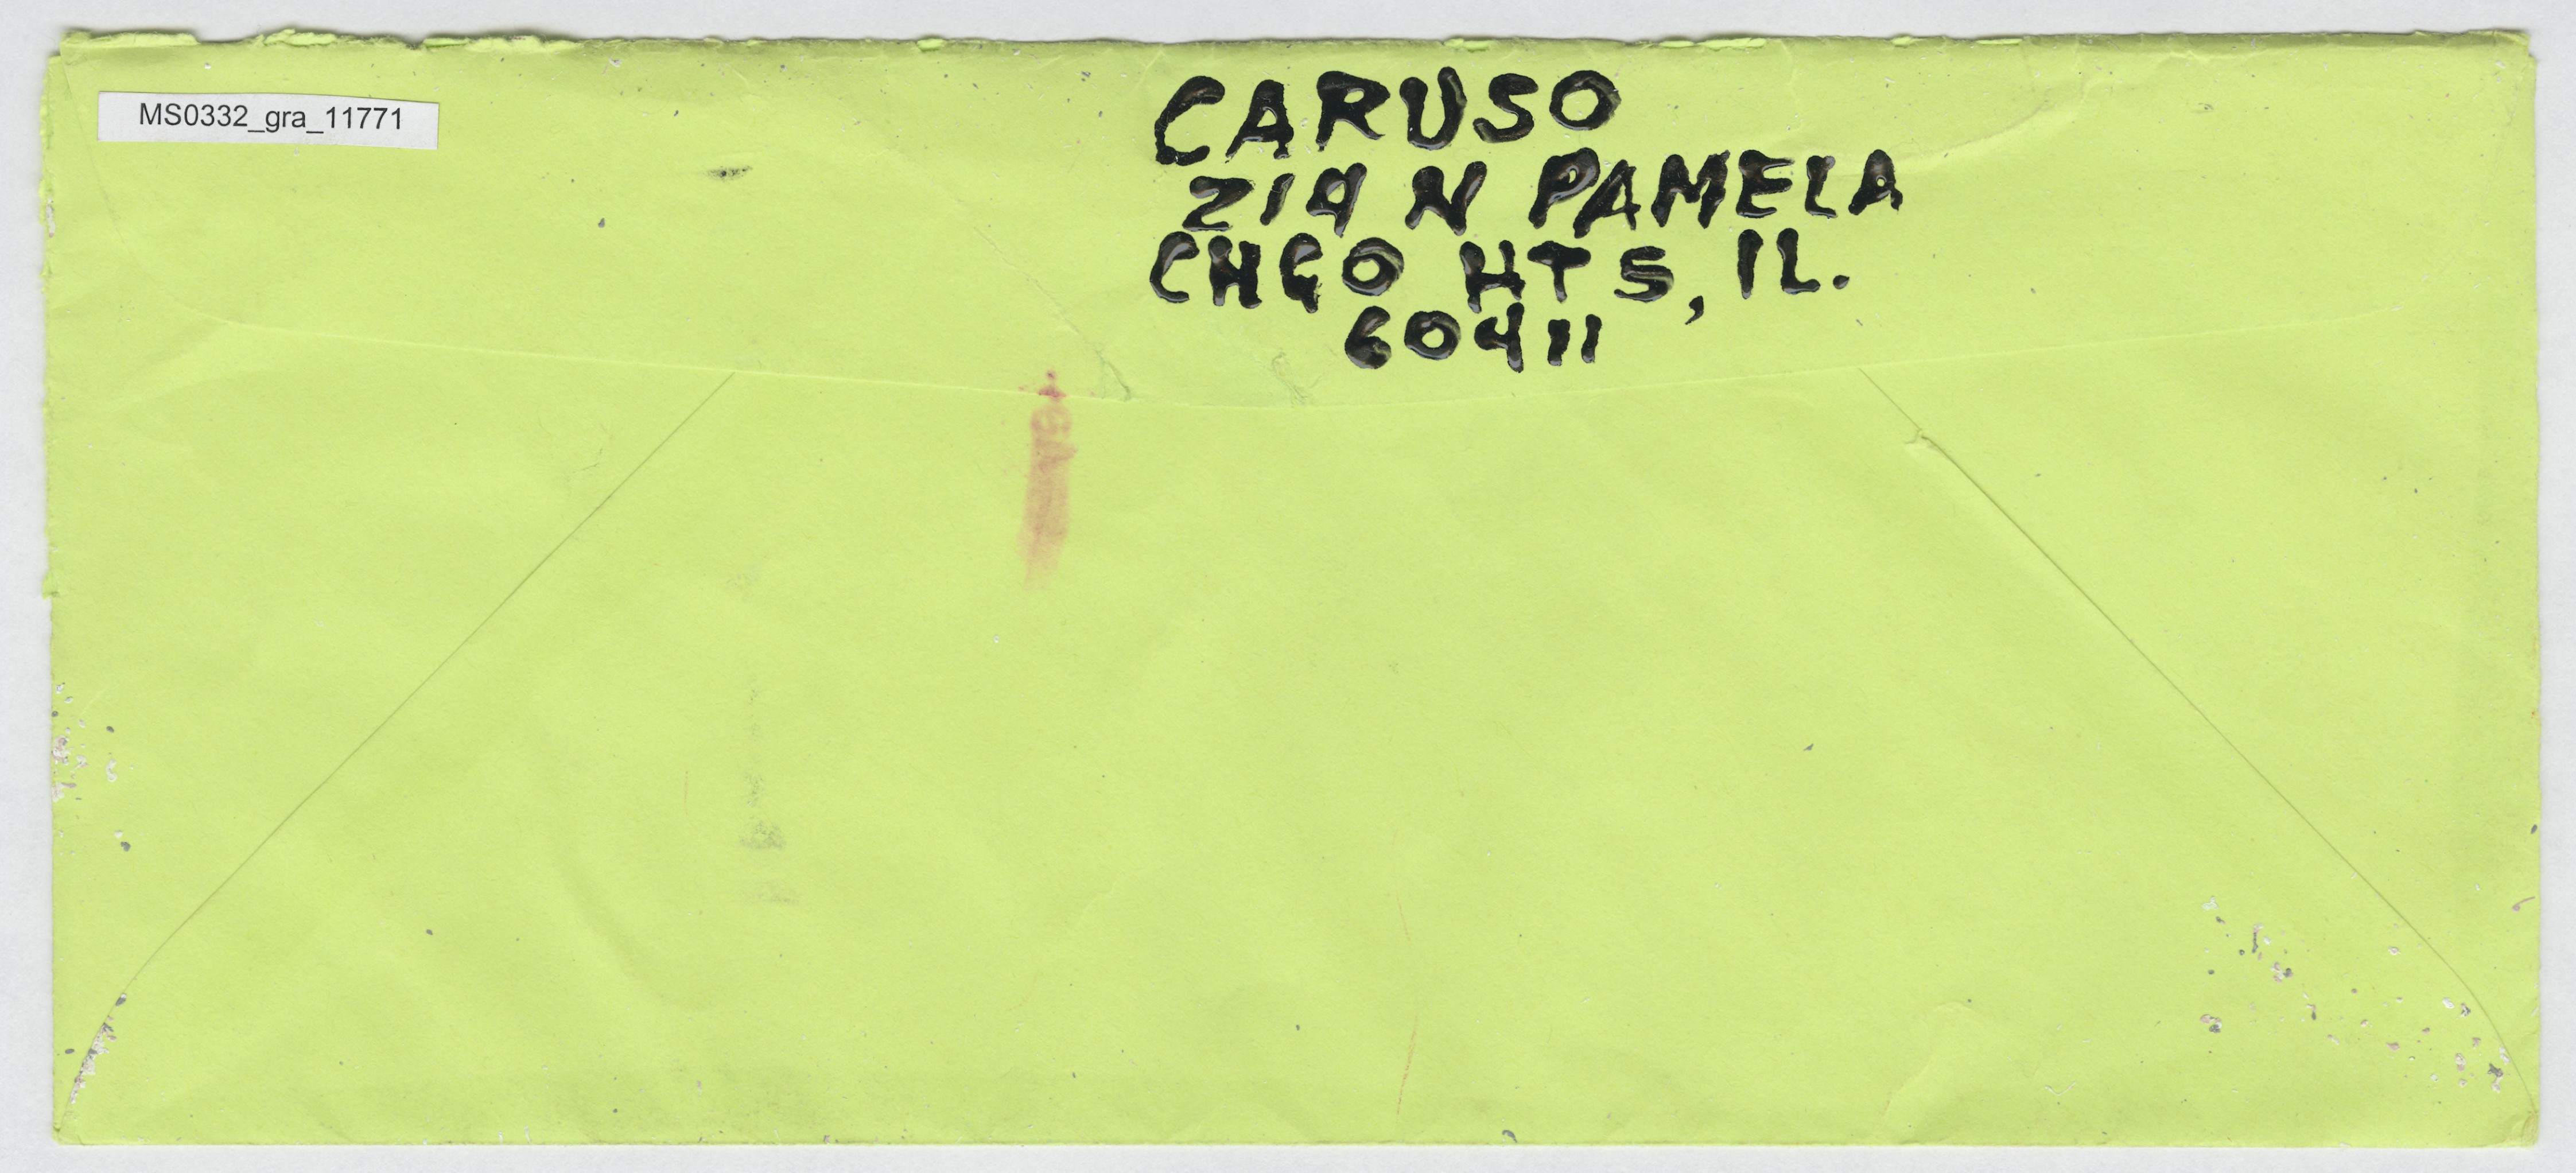 MS0332_gra_11771
CARUSO
219 N PAMELA
CHGO HTS, IL.
60411